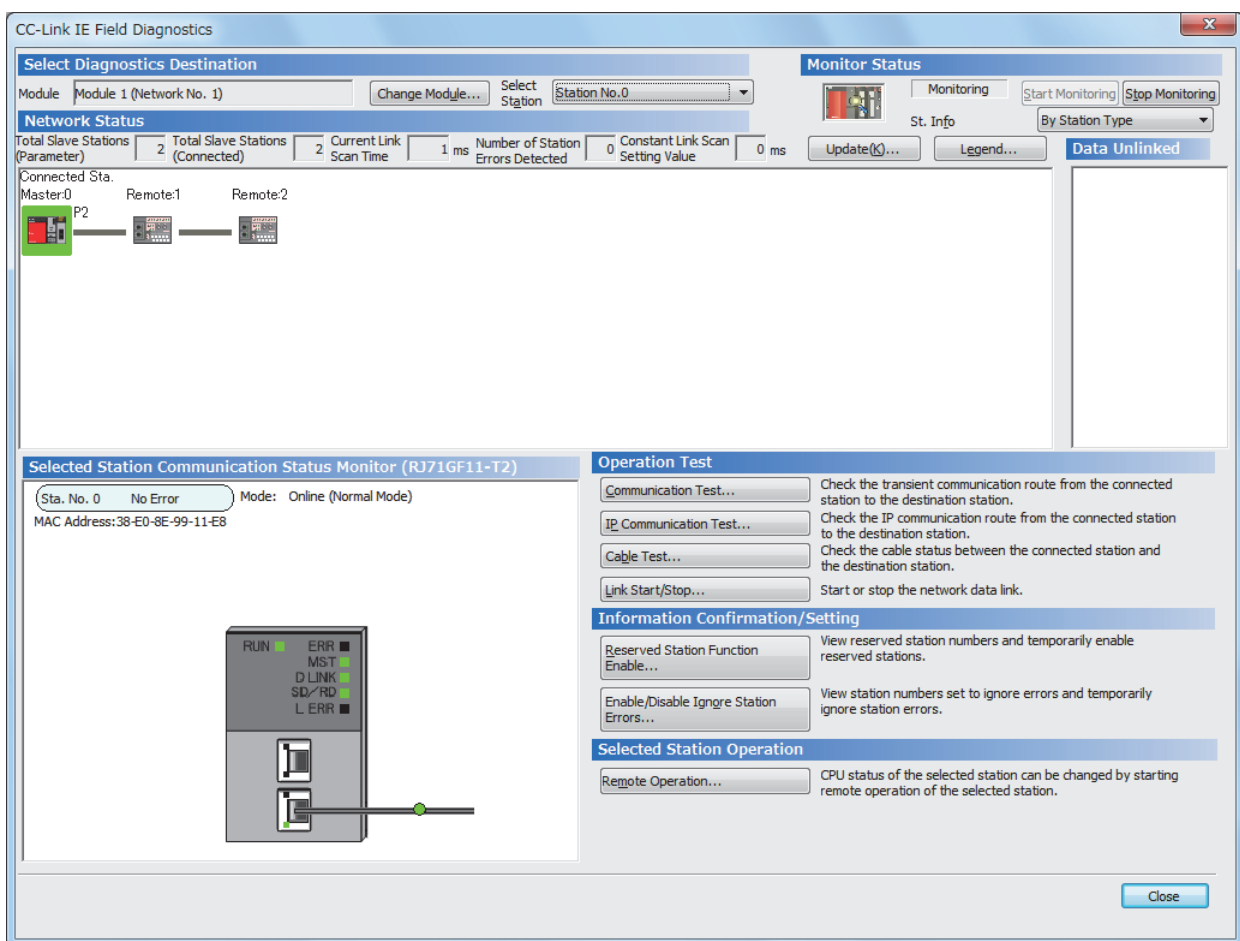 CC-Link IE Field Diagnostics
X
Select Diagnostics Destination
Module Module 1 (Network No. 1) Change Module... Select Station Station No.0
Monitor Status
Monitoring Start Monitoring Stop Monitoring
St. Info By Station Type
Network Status
Total Slave Stations (Parameter) 2 Total Slave Stations (Connected) 2 Current Link Scan Time 1 ms Number of Station Errors Detected 0 Constant Link Scan Setting Value 0 ms
Update(K)... Legend... Data Unlinked
Connected Sta.
Master:0 Remote:1 Remote:2
P2
Selected Station Communication Status Monitor (RJ71GF11-T2)
Sta. No. 0 No Error Mode: Online (Normal Mode)
MAC Address:38-E0-8E-99-11-E8
RUN ERR
MST
D LINK
SD/RD
L ERR
Operation Test
Communication Test... Check the transient communication route from the connected
station to the destination station.
IP Communication Test... Check the IP communication route from the connected station
to the destination station.
Cable Test... Check the cable status between the connected station and
the destination station.
Link Start/Stop... Start or stop the network data link.
Information Confirmation/Setting
Reserved Station Function
Enable...
View reserved station numbers and temporarily enable
reserved stations.
Enable/Disable Ignore Station
Errors...
View station numbers set to ignore errors and temporarily
ignore station errors.
Selected Station Operation
Remote Operation... CPU status of the selected station can be changed by starting
remote operation of the selected station.
Close